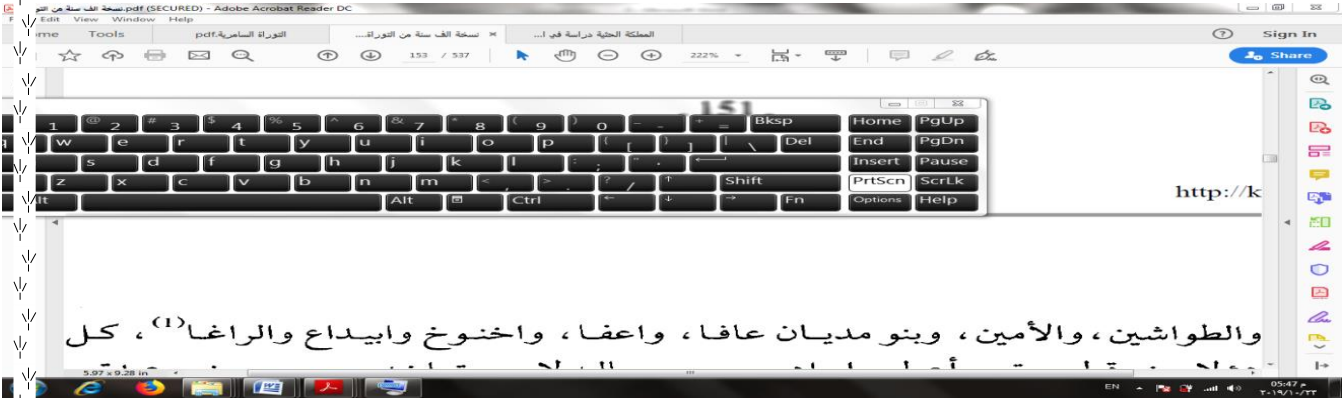 نسخة الف سنة من التو.pdf (SECURED) - Adobe Acrobat Reader DC
Edit View Window Help
Tools التوراة السامرية.pdf نسخة الف سنة من التوراة... × المملكة الحثية دراسة في ا... Sign In
153 / 537 222% Share
151
1 @ 2 # 3 $ 4 % 5 ^ 6 & 7 * 8 ( 9 ) 0 _ - + = Bksp Home PgUp
q w e r t y u i o p { [ } ] | \ Del End PgDn
s d f g h j k l : ; " ' Insert Pause
z x c v b n m < , > . ? / Shift PrtScn ScrLk
Alt Ctrl Fn Options Help
http://k
والطواشين، والأمين، وبنو مديان عافا، واعفا، واخنوخ وابيداع والراغا(1)، كل
5.97 x 9.28 in
EN 05:47 م
٢٠١٩/١٠/٢٣